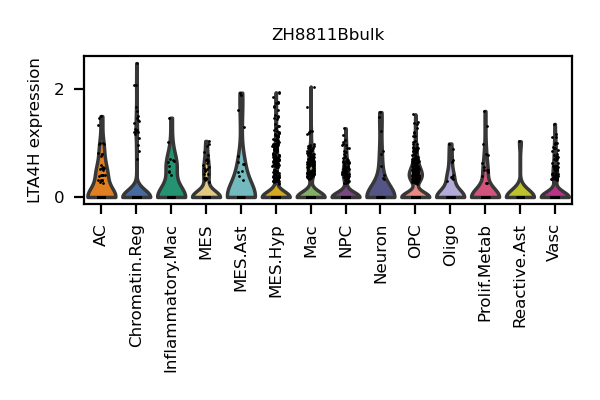 ZH8811Bbulk
LTA4H expression
2
0
AC
Chromatin.Reg
Inflammatory.Mac
MES
MES.Ast
MES.Hyp
Mac
NPC
Neuron
OPC
Oligo
Prolif.Metab
Reactive.Ast
Vasc